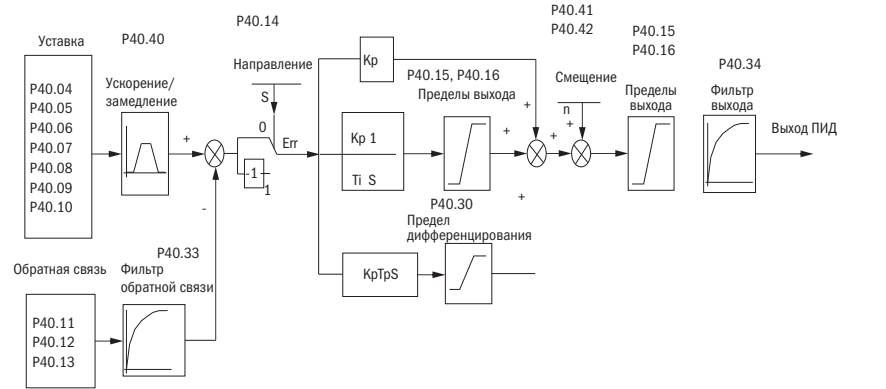 P40.41
P40.42
P40.14
P40.40
Уставка
P40.15
P40.16
P40.34
Направление
S
Kp
P40.15, P40.16
Пределы выхода
Смещение
n
Пределы
выхода
Фильтр
выхода
P40.04
P40.05
P40.06
P40.07
P40.08
P40.09
P40.10
Ускорение/
замедление
+
-
0
-1
1
Err
Kp 1
Ti S
+
+
+
+
+
Выход ПИД
P40.30
Предел
дифференцирования
KpTpS
P40.33
Обратная связь
Фильтр
обратной связи
P40.11
P40.12
P40.13